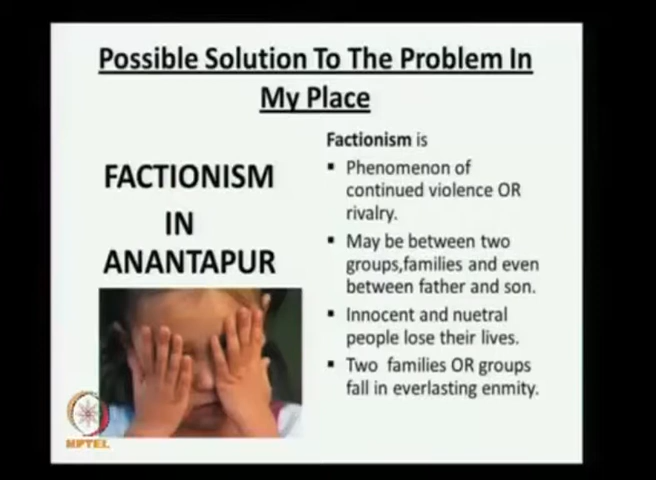 Possible Solution To The Problem In
My Place
FACTIONISM
IN
ANANTAPUR
Factionism is
▪ Phenomenon of
continued violence OR
rivalry.
▪ May be between two
groups,families and even
between father and son.
▪ Innocent and nuetral
people lose their lives.
▪ Two families OR groups
fall in everlasting enmity.
NPTEL